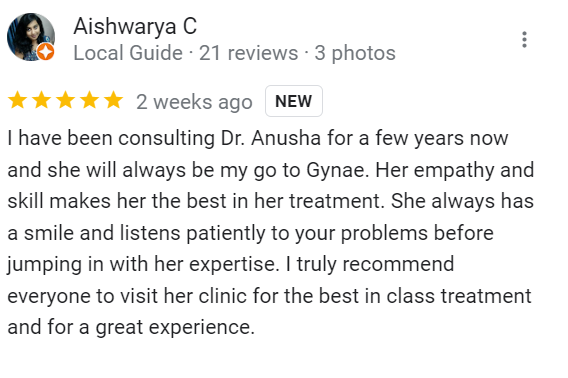 Aishwarya C
Local Guide · 21 reviews · 3 photos
2 weeks ago NEW
I have been consulting Dr. Anusha for a few years now
and she will always be my go to Gynae. Her empathy and
skill makes her the best in her treatment. She always has
a smile and listens patiently to your problems before
jumping in with her expertise. I truly recommend
everyone to visit her clinic for the best in class treatment
and for a great experience.